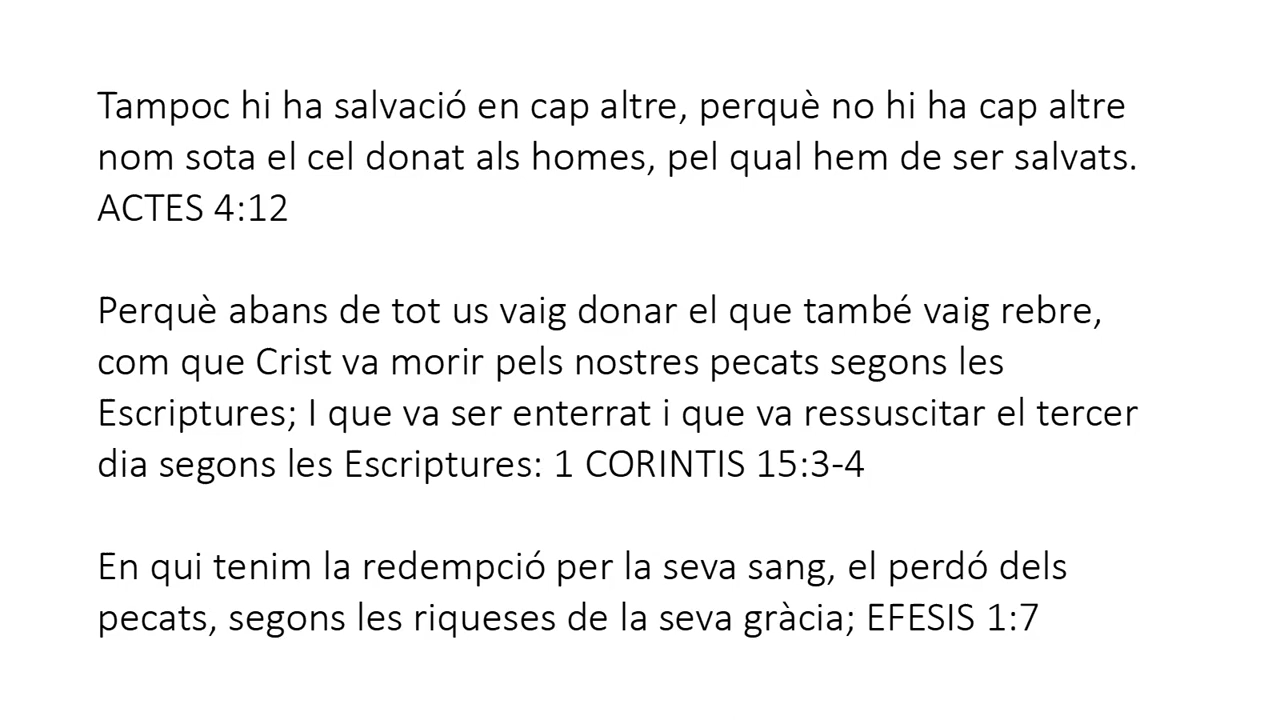 Tampoc hi ha salvació en cap altre, perquè no hi ha cap altre
nom sota el cel donat als homes, pel qual hem de ser salvats.
ACTES 4:12
Perquè abans de tot us vaig donar el que també vaig rebre,
com que Crist va morir pels nostres pecats segons les
Escriptures; I que va ser enterrat i que va ressuscitar el tercer
dia segons les Escriptures: 1 CORINTIS 15:3-4
En qui tenim la redempció per la seva sang, el perdó dels
pecats, segons les riqueses de la seva gràcia; EFESIS 1:7